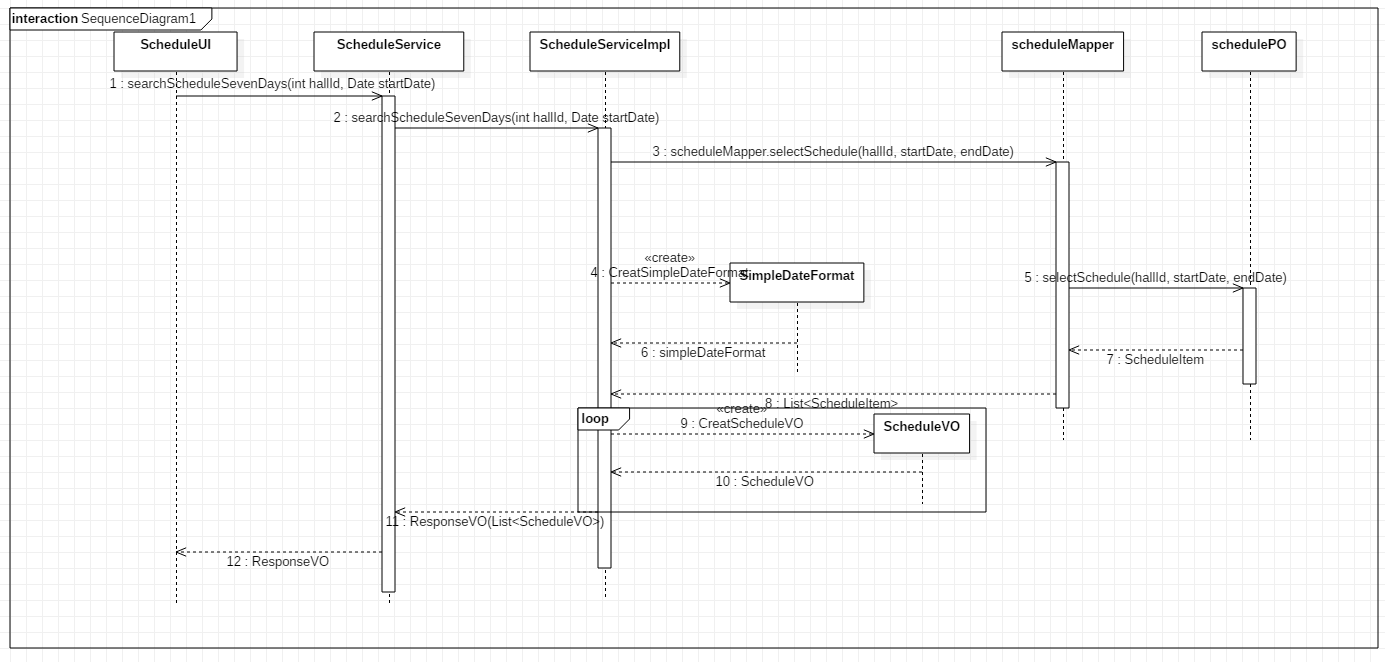 interaction SequenceDiagram1
ScheduleUI
ScheduleService
ScheduleServiceImpl
scheduleMapper
schedulePO
1 : searchScheduleSevenDays(int hallId, Date startDate)
2 : searchScheduleSevenDays(int hallId, Date startDate)
3 : scheduleMapper.selectSchedule(hallId, startDate, endDate)
«create»
4 : CreatSimpleDateFormat
SimpleDateFormat
5 : selectSchedule(hallId, startDate, endDate)
6 : simpleDateFormat
7 : ScheduleItem
8 : List<ScheduleItem>
loop
«create»
9 : CreatScheduleVO
ScheduleVO
10 : ScheduleVO
11 : ResponseVO(List<ScheduleVO>)
12 : ResponseVO